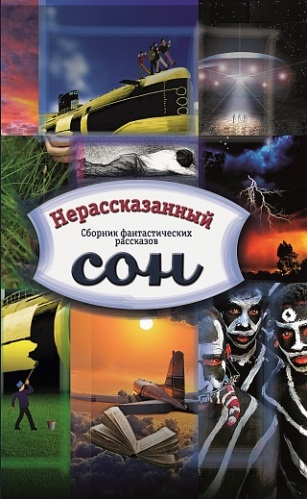 Нерассказанный
Сборник фантастических
рассказов
сон